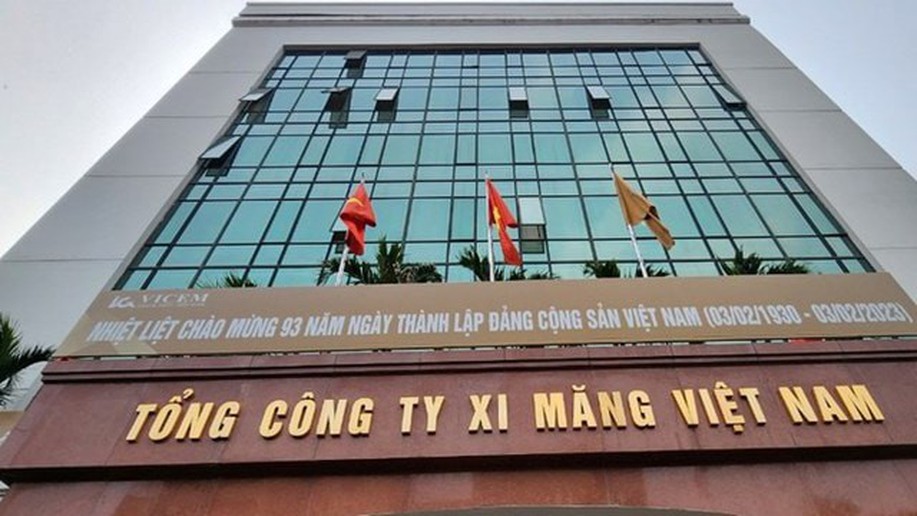 VICEM
NHIỆT LIỆT CHÀO MỪNG 93 NĂM NGÀY THÀNH LẬP ĐẢNG CỘNG SẢN VIỆT NAM (03/02/1930 - 03/02/2023)
TỔNG CÔNG TY XI MĂNG VIỆT NAM